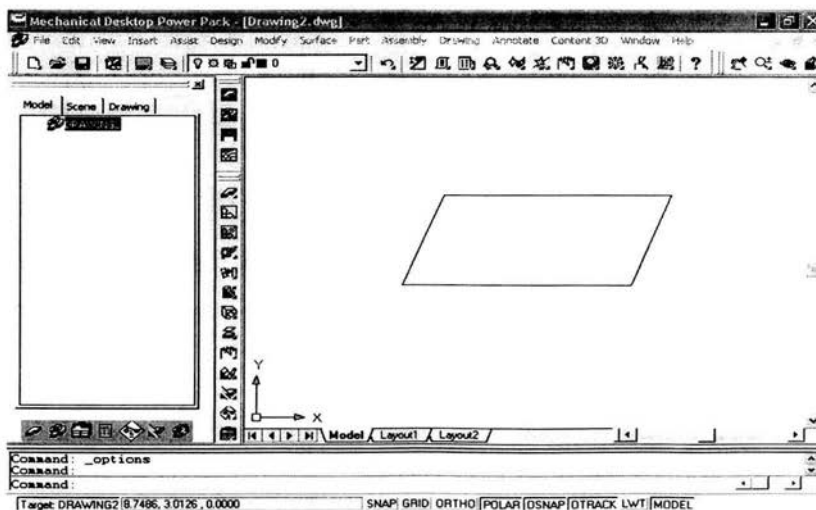 Mechanical Desktop Power Pack - [Drawing2.dwg]
File Edit View Insert Assist Design Modify Surface Part Assembly Drawing Annotate Content 3D Window Help
0
?
Model Scene Drawing
DRAWING2
Y
X
Model Layout1 Layout2
Command: _options
Command:
Command:
Target: DRAWING2 8.7486, 3.0126 , 0.0000 SNAP GRID ORTHO POLAR OSNAP OTRACK LWT MODEL